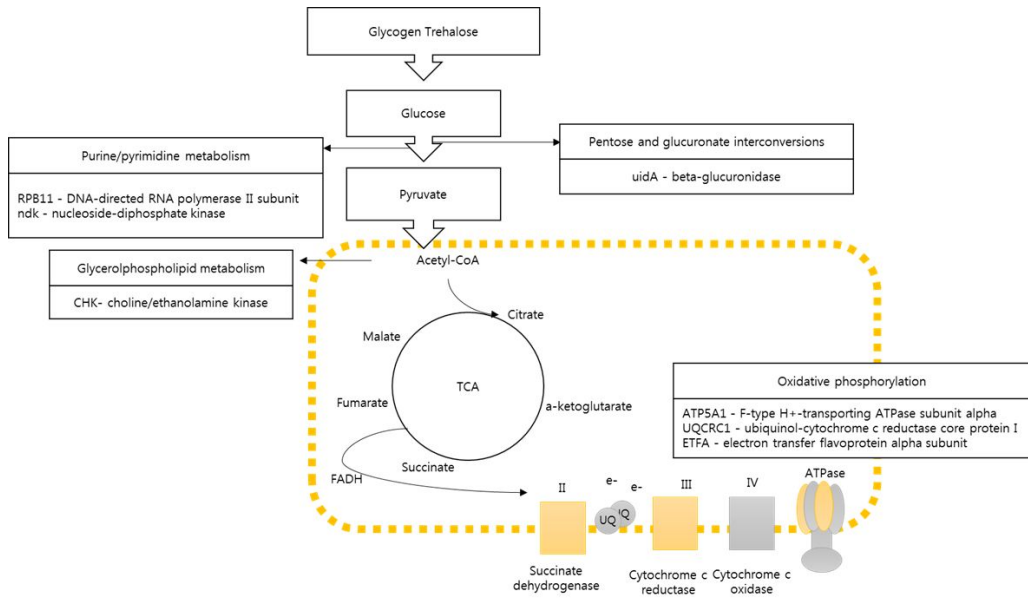 Glycogen Trehalose
Glucose
Purine/pyrimidine metabolism
RPB11 - DNA-directed RNA polymerase II subunit
ndk - nucleoside-diphosphate kinase
Pentose and glucuronate interconversions
uidA - beta-glucuronidase
Pyruvate
Glycerolphospholipid metabolism
CHK- choline/ethanolamine kinase
Acetyl-CoA
Citrate
Malate
TCA
Fumarate
a-ketoglutarate
Succinate
FADH
Oxidative phosphorylation
ATP5A1 - F-type H+-transporting ATPase subunit alpha
UQCRC1 - ubiquinol-cytochrome c reductase core protein I
ETFA - electron transfer flavoprotein alpha subunit
II
e-
e-
III
IV
ATPase
UQ
Succinate
dehydrogenase
Cytochrome c
reductase
Cytochrome c
oxidase